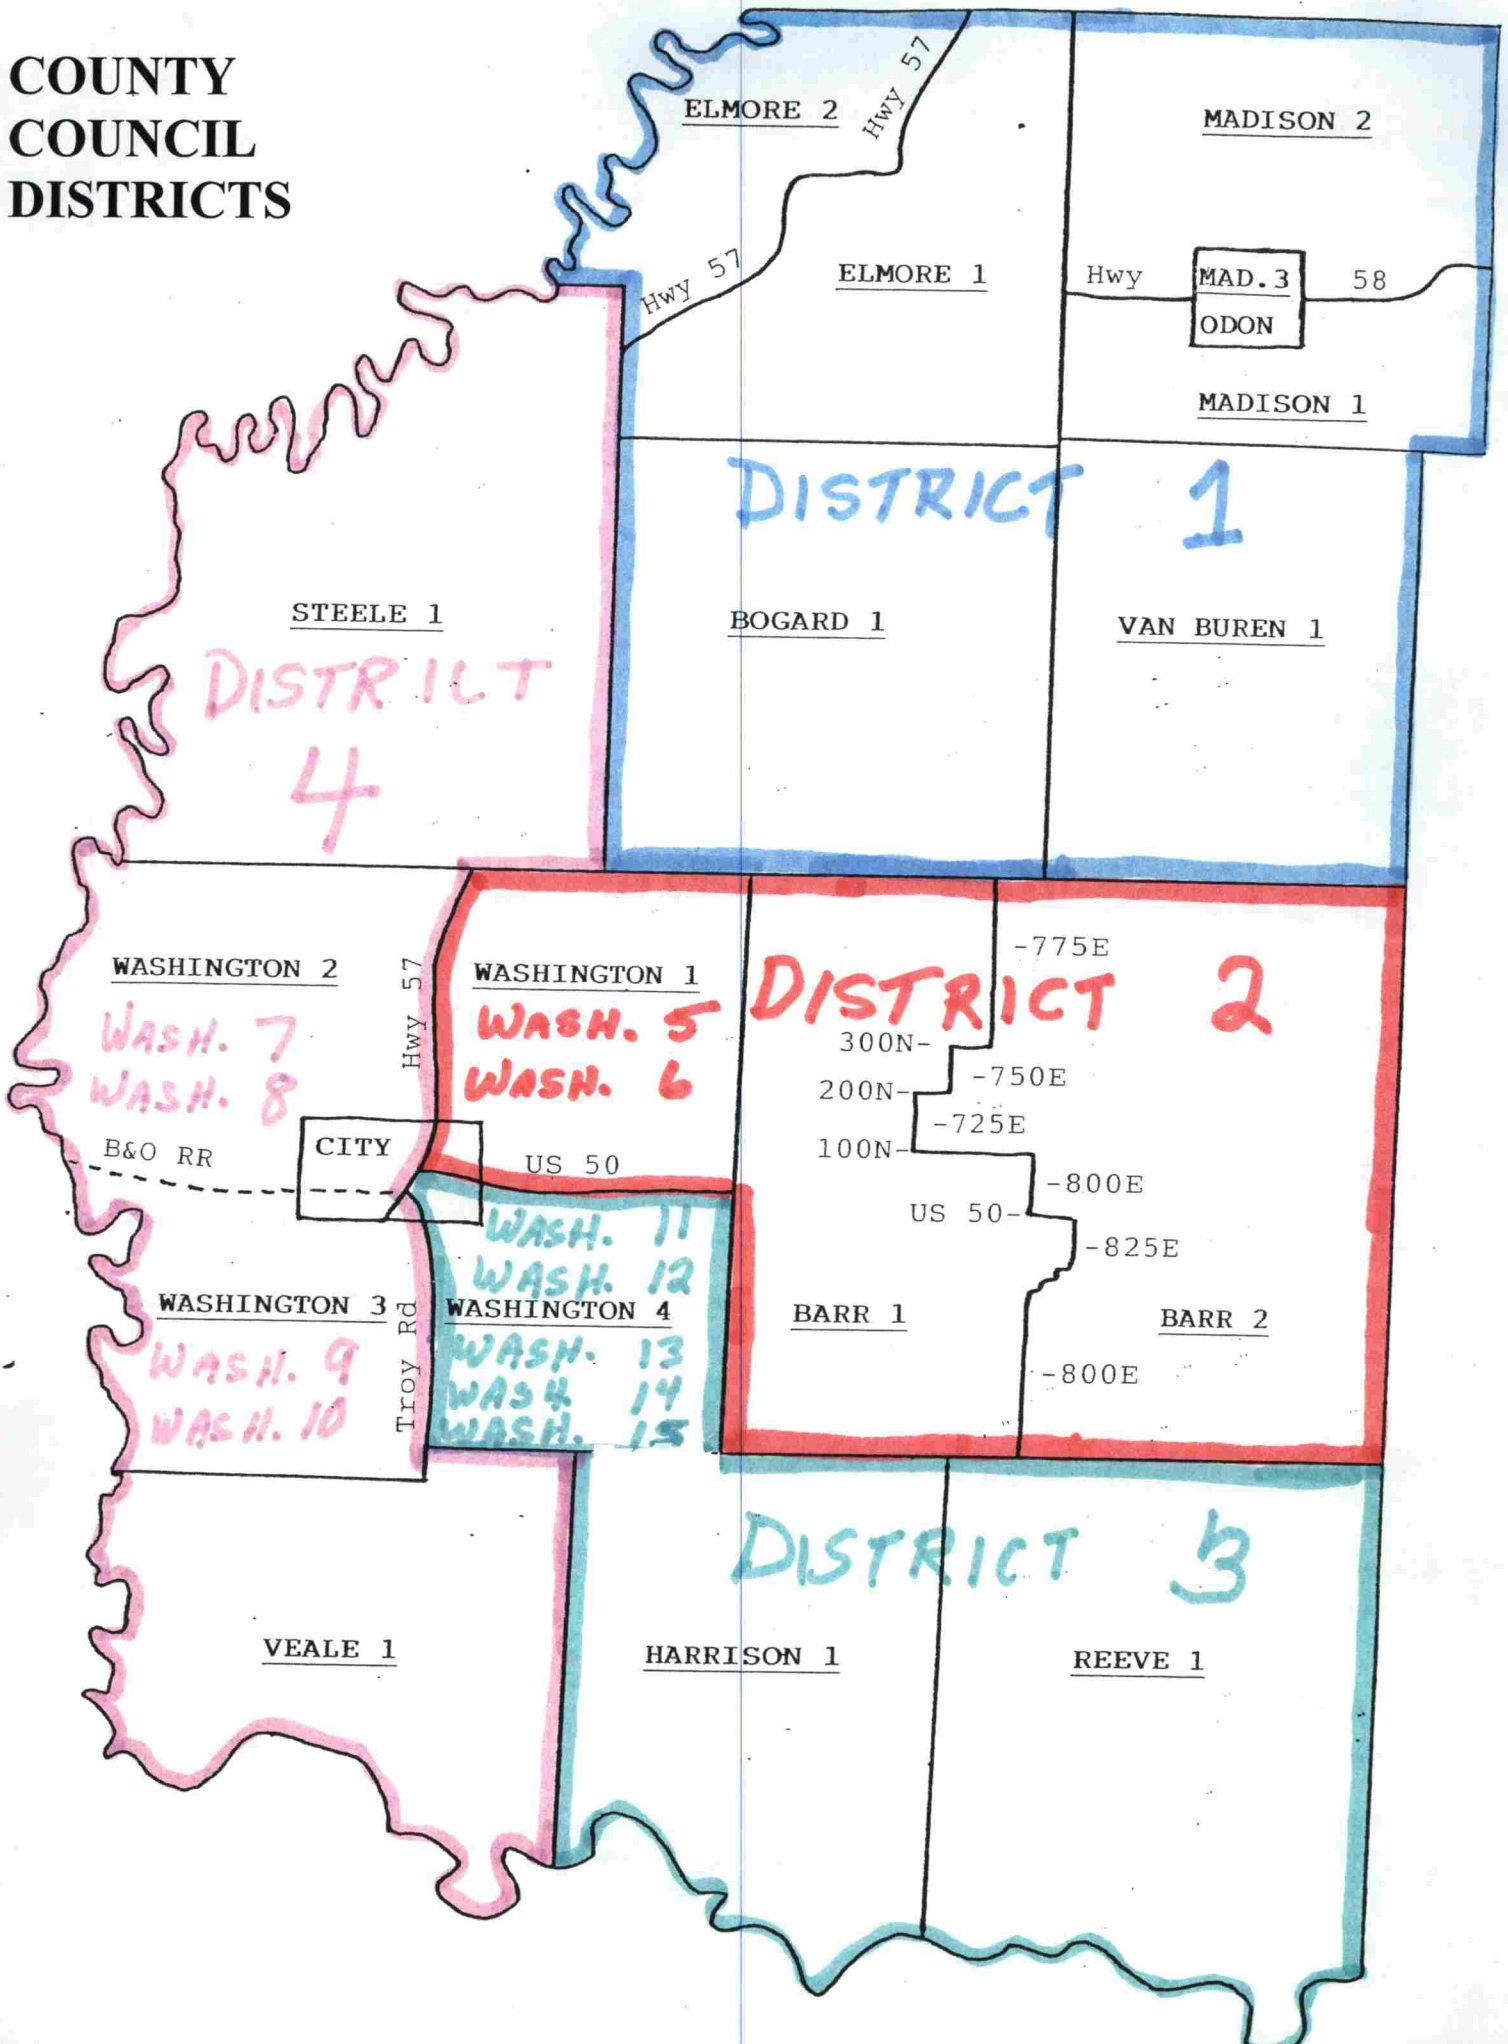 COUNTY
COUNCIL
DISTRICTS
ELMORE 2
Hwy 57
MADISON 2
Hwy 57
ELMORE 1
Hwy
MAD.3
58
ODON
MADISON 1
DISTRICT 1
STEELE 1
BOGARD 1
VAN BUREN 1
DISTRICT
4
WASHINGTON 2
Hwy 57
WASHINGTON 1
-775E
DISTRICT 2
WASH. 7
WASH. 5
WASH. 8
WASH. 6
300N-
-750E
200N-
-725E
100N-
CITY
B&O RR
US 50
-800E
US 50-
-825E
WASH. 11
WASH. 12
WASHINGTON 3
Troy Rd
WASHINGTON 4
BARR 1
BARR 2
WASH. 9
WASH. 13
-800E
WASH. 10
WASH. 14
WASH. 15
DISTRICT 3
VEALE 1
HARRISON 1
REEVE 1